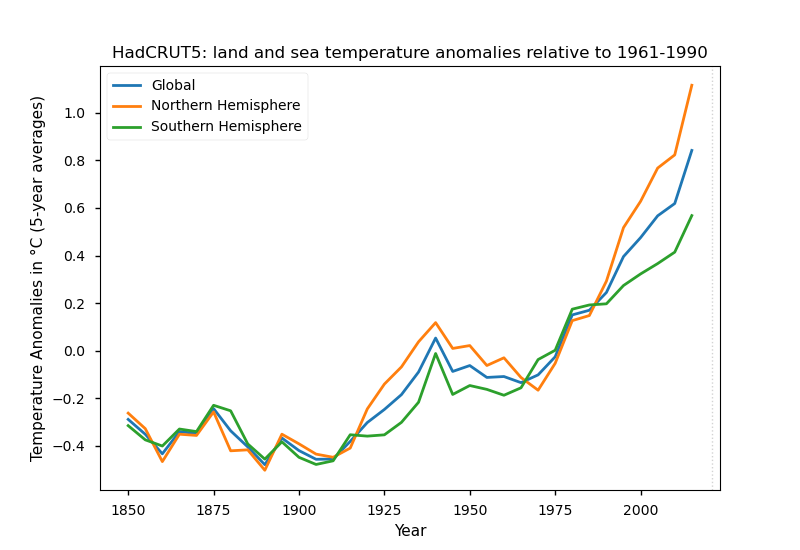 HadCRUT5: land and sea temperature anomalies relative to 1961-1990
Global
Northern Hemisphere
Southern Hemisphere
Temperature Anomalies in °C (5-year averages)
1.0
0.8
0.6
0.4
0.2
0.0
−0.2
−0.4
1850 1875 1900 1925 1950 1975 2000
Year